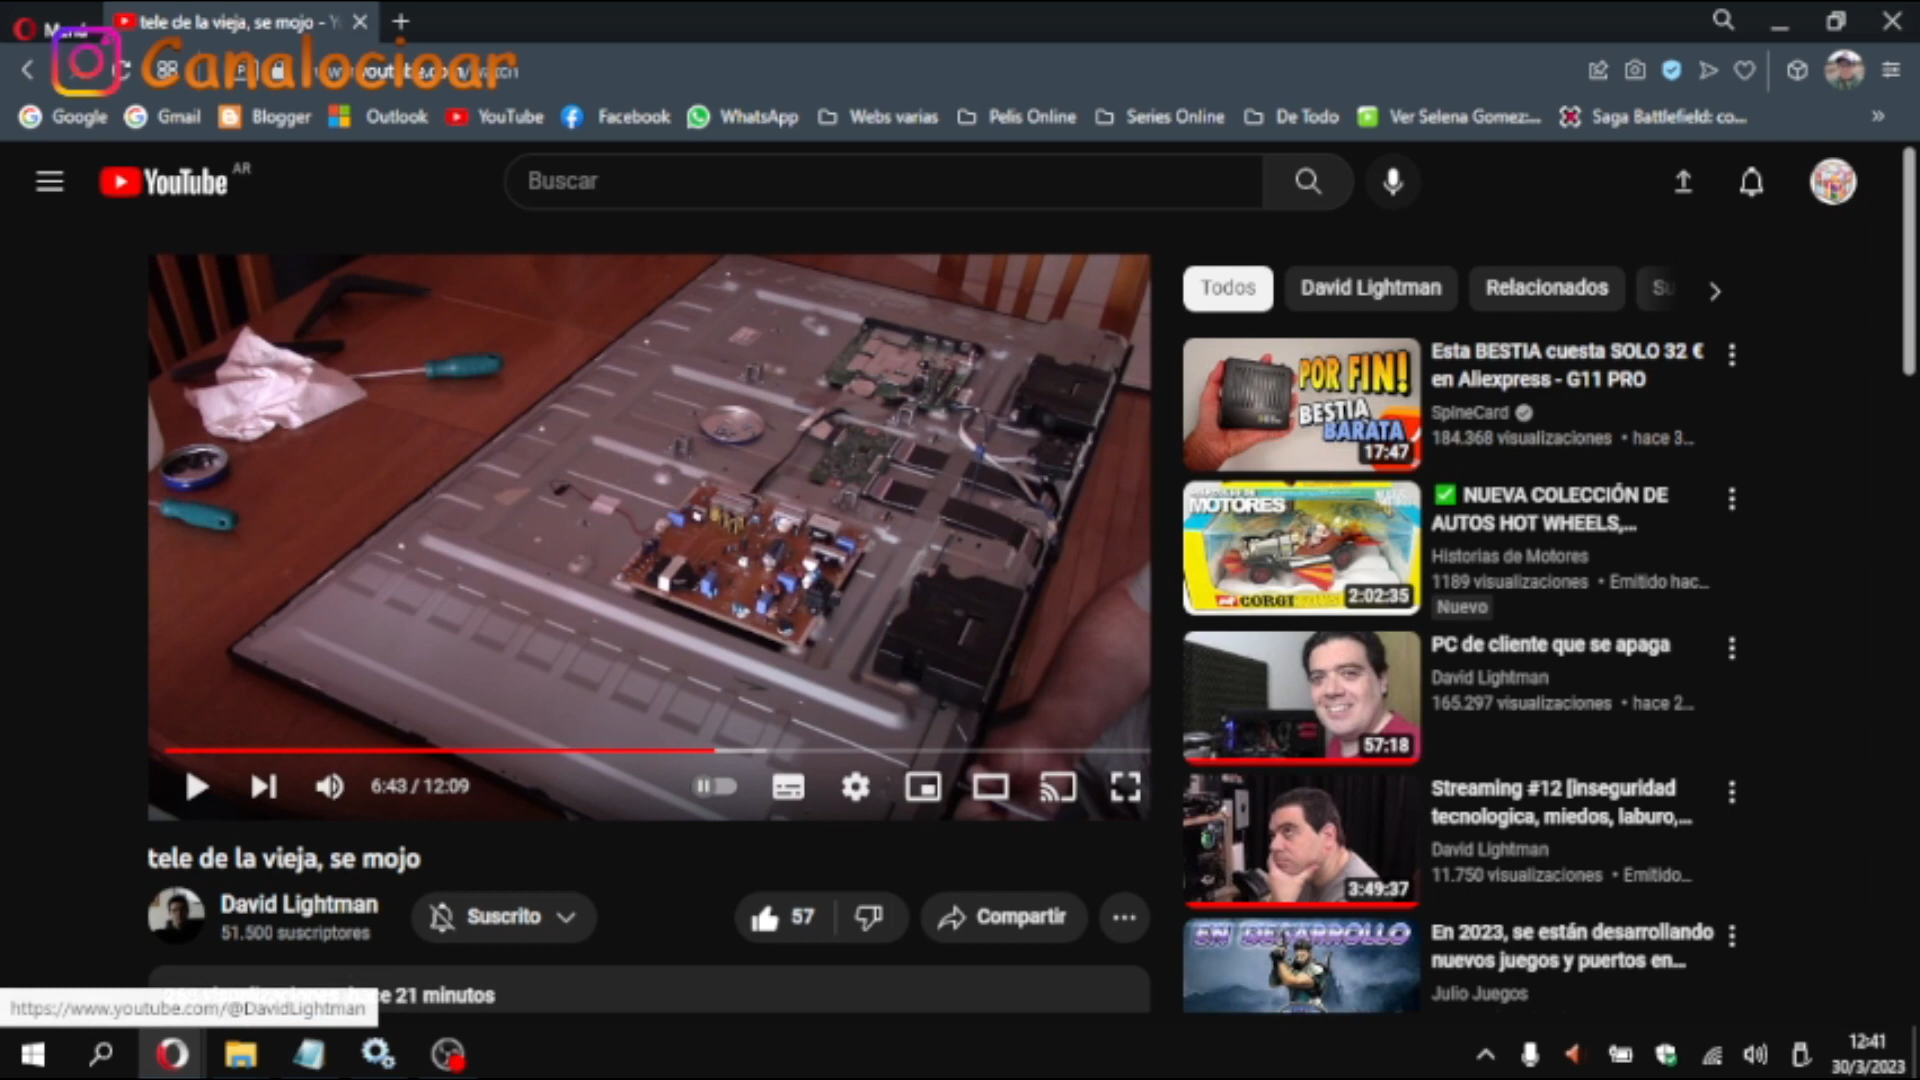 Menú
tele de la vieja, se mojo -
Canalocioar
Google
Gmail
Blogger
Outlook
YouTube
Facebook
WhatsApp
Webs varias
Pelis Online
Series Online
De Todo
Ver Selena Gomez:...
Saga Battlefield: co...
YouTube AR
Buscar
Todos
David Lightman
Relacionados
POR FIN!
BESTIA
BARATA
17:47
Esta BESTIA cuesta SOLO 32 €
en Aliexpress - G11 PRO
SpineCard
184.368 visualizaciones • hace 3...
MOTORES
CORGI
2:02:35
NUEVA COLECCIÓN DE
AUTOS HOT WHEELS,...
Historias de Motores
1189 visualizaciones • Emitido hac...
Nuevo
57:18
PC de cliente que se apaga
David Lightman
165.297 visualizaciones • hace 2...
3:49:37
Streaming #12 [inseguridad
tecnologica, miedos, laburo,...
David Lightman
11.750 visualizaciones • Emitido...
EN DESARROLLO
En 2023, se están desarrollando
nuevos juegos y puertos en...
Julio Juegos
6:43 / 12:09
tele de la vieja, se mojo
David Lightman
51.500 suscriptores
Suscrito
57
Compartir
21 minutos
https://www.youtube.com/@DavidLightman
12:41
30/3/2023